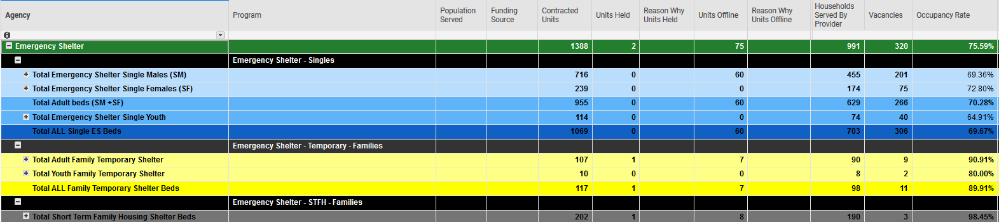 Agency Program Population Served Funding Source Contracted Units Units Held Reason Why Units Held Units Offline Reason Why Units Offline Households Served By Provider Vacancies Occupancy Rate
Emergency Shelter 1388 2 75 991 320 75.59%
Emergency Shelter - Singles
Total Emergency Shelter Single Males (SM) 716 0 60 455 201 69.36%
Total Emergency Shelter Single Females (SF) 239 0 0 174 75 72.80%
Total Adult beds (SM +SF) 955 0 60 629 266 70.28%
Total Emergency Shelter Single Youth 114 0 0 74 40 64.91%
Total ALL Single ES Beds 1069 0 60 703 306 69.67%
Emergency Shelter - Temporary - Families
Total Adult Family Temporary Shelter 107 1 7 90 9 90.91%
Total Youth Family Temporary Shelter 10 0 0 8 2 80.00%
Total ALL Family Temporary Shelter Beds 117 1 7 98 11 89.91%
Emergency Shelter - STFH - Families
Total Short Term Family Housing Shelter Beds 202 1 8 190 3 98.45%